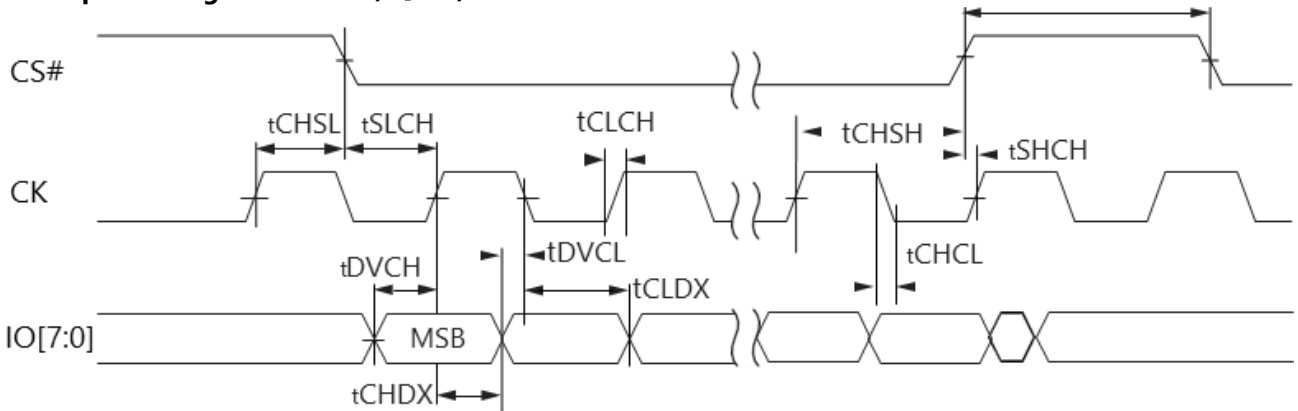 CS#
tCHSL
tSLCH
tCLCH
tCHSH
tSHCH
CK
tDVCH
tDVCL
tCLDX
tCHCL
IO[7:0]
MSB
tCHDX